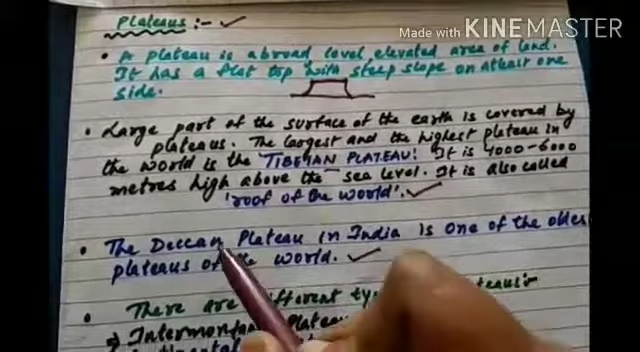 Made with KINEMASTER
Plateaus :-
• A plateau is a broad level elevated area of land.
It has a flat top with steep slope on atleast one
side.
• Large part of the surface of the earth is covered by
plateaus. The largest and the highest plateau in
the world is the 'TIBETAN PLATEAU'. It is 4000-6000
metres high above the sea level. It is also called
'roof of the world'.
• The Deccan Plateau in India is one of the oldes
plateaus of the world.
• There are different
→ Intermontane Plateau